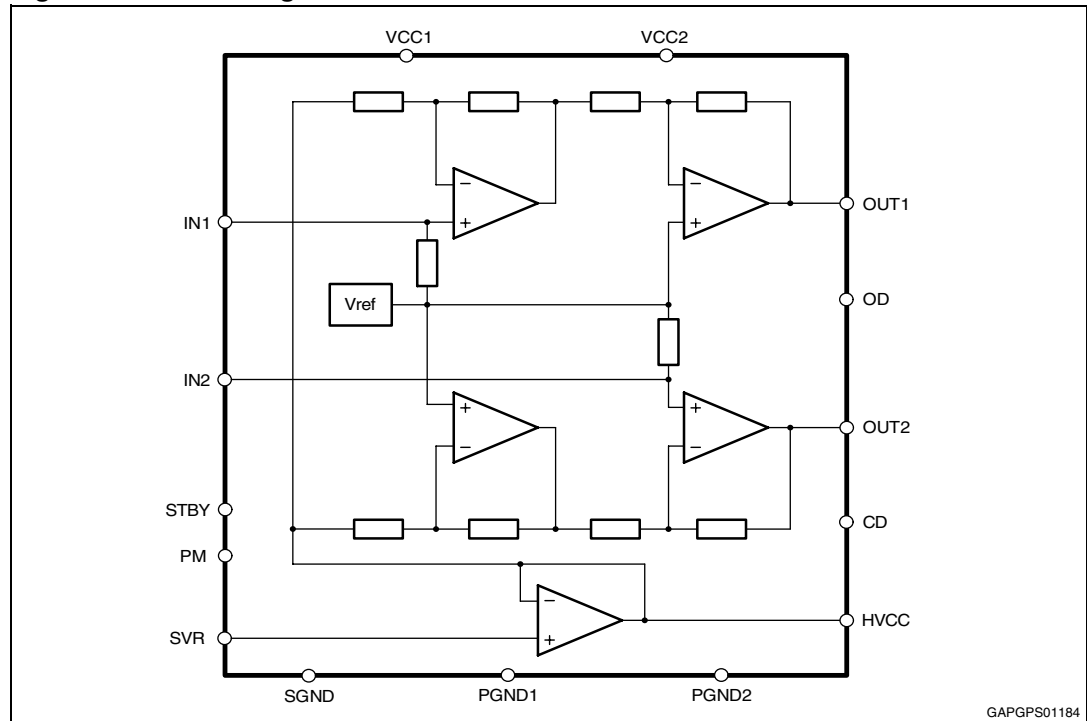 VCC1 VCC2
−
+
−
+
IN1
OUT1
Vref
OD
IN2
+
−
+
−
OUT2
STBY
CD
PM
−
+
HVCC
SVR
SGND PGND1 PGND2
GAPGPS01184